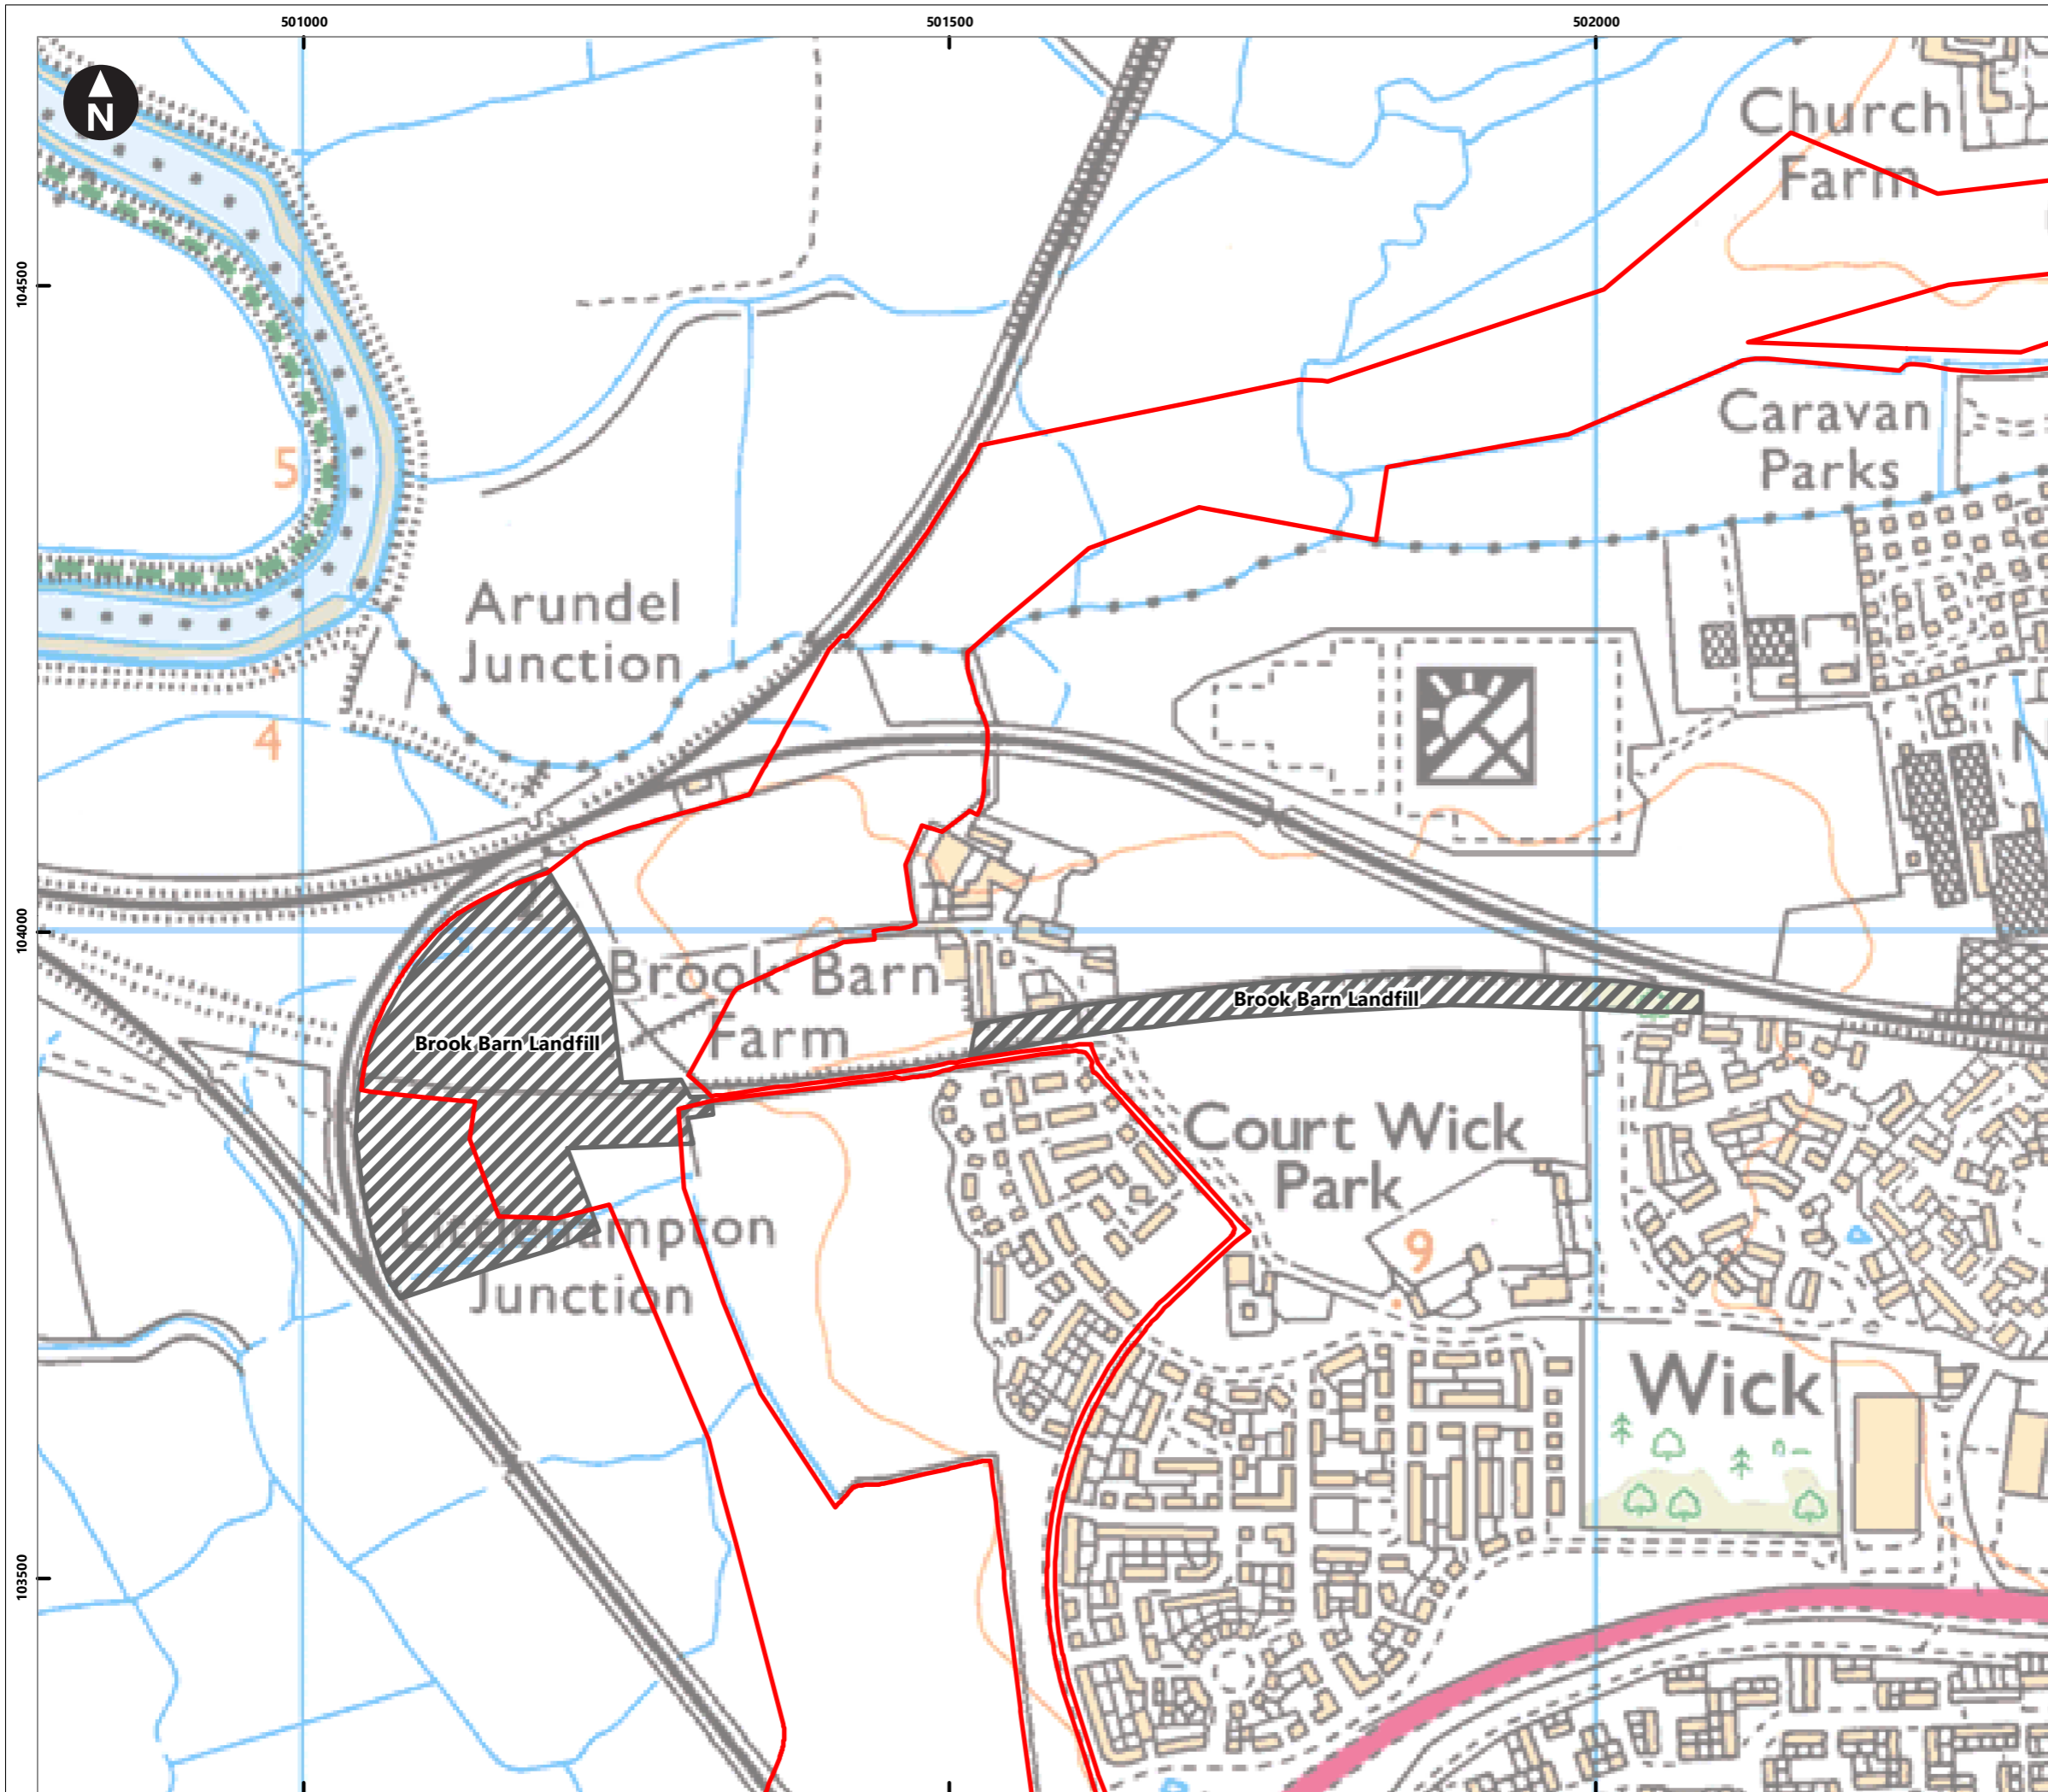 501000
501500
502000
N
104500
104000
103500
Church
Farm
Caravan
Parks
5
Arundel
Junction
4
Brook Barn
Farm
Brook Barn Landfill
Brook Barn Landfill
Court Wick
Park
9
Littlehampton
Junction
Wick